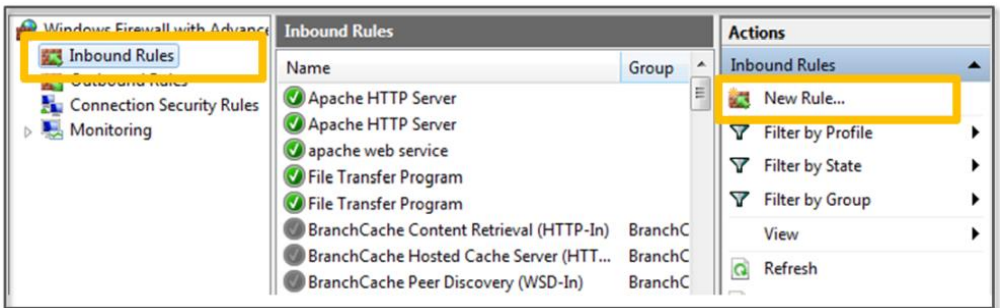 Windows Firewall with Advance
Inbound Rules
Outbound Rules
Connection Security Rules
Monitoring
Inbound Rules
Name Group
Apache HTTP Server
Apache HTTP Server
apache web service
File Transfer Program
File Transfer Program
BranchCache Content Retrieval (HTTP-In) BranchC
BranchCache Hosted Cache Server (HTT... BranchC
BranchCache Peer Discovery (WSD-In) BranchC
Actions
Inbound Rules
New Rule...
Filter by Profile
Filter by State
Filter by Group
View
Refresh